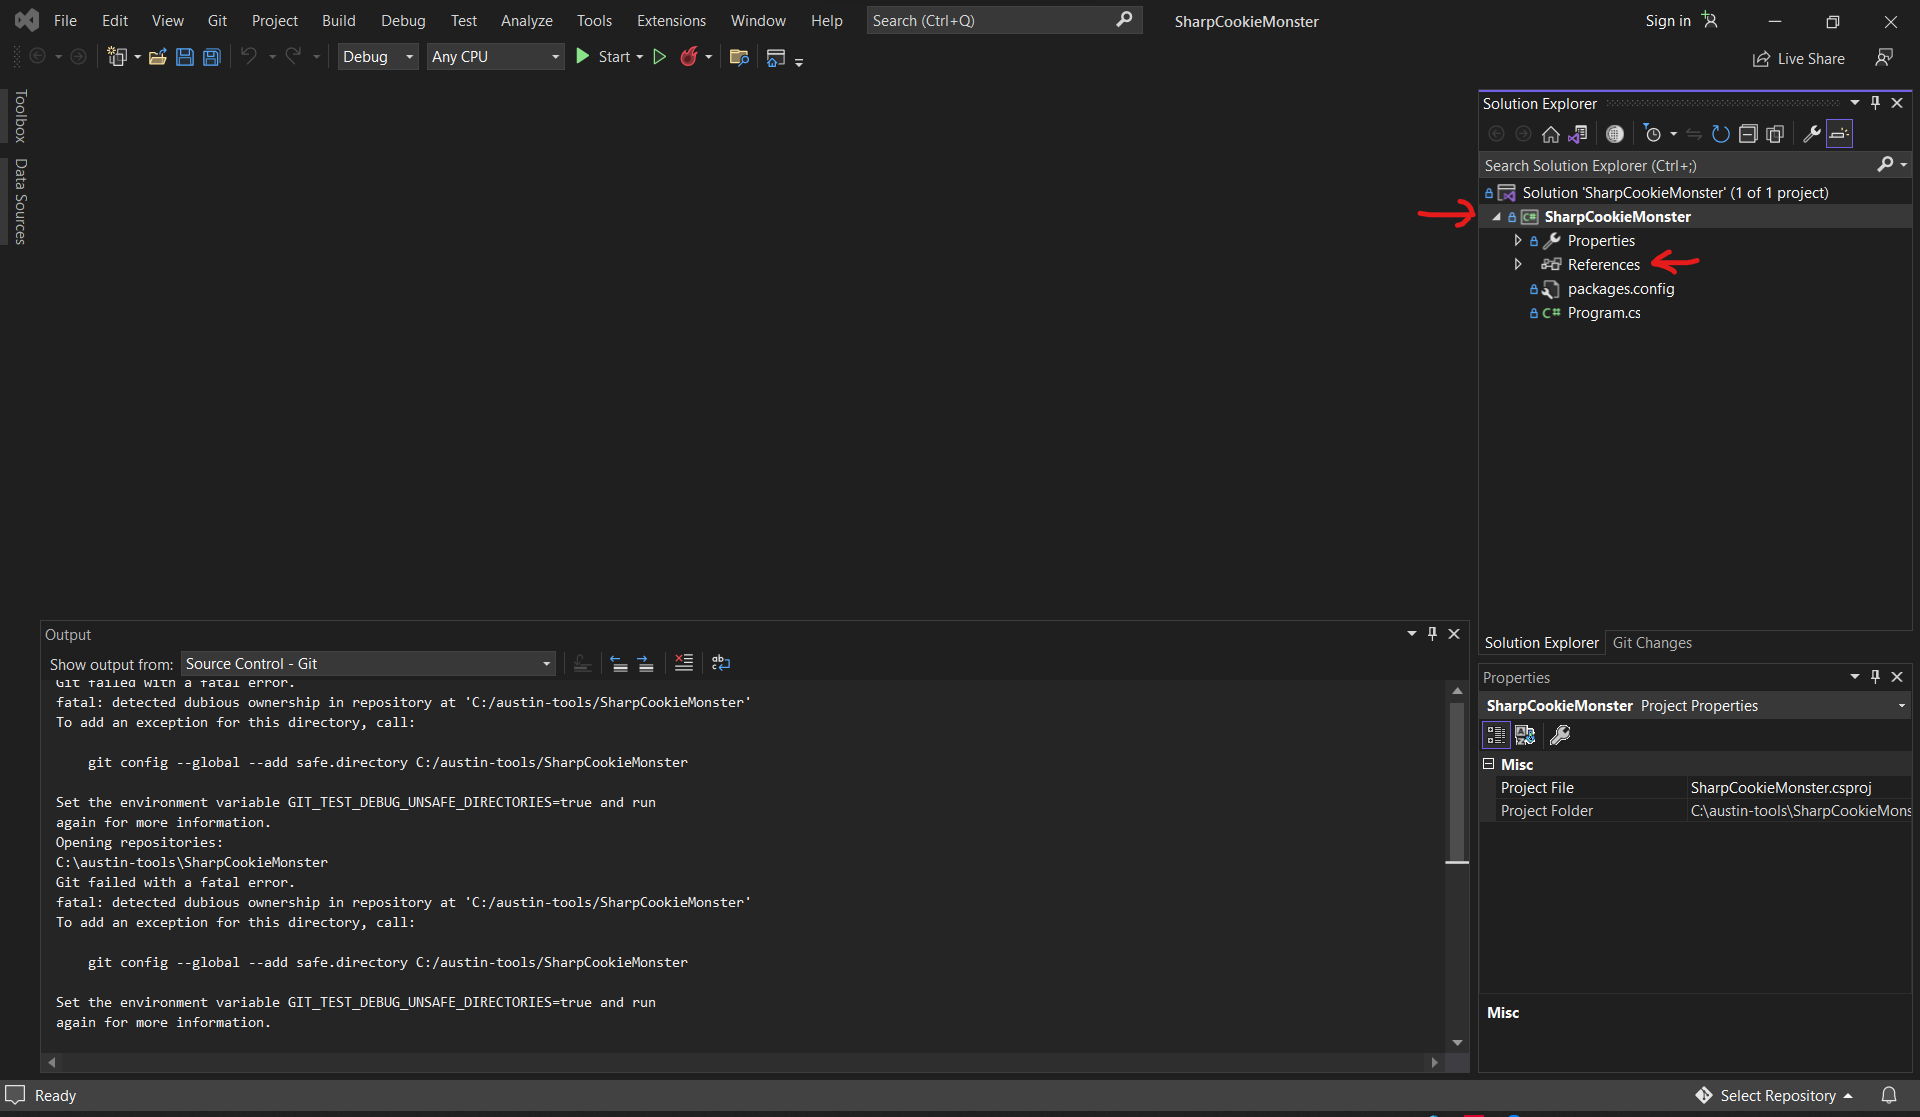 File Edit View Git Project Build Debug Test Analyze Tools Extensions Window Help Search (Ctrl+Q) SharpCookieMonster Sign in
Debug Any CPU Start Live Share
Toolbox
Data Sources
Solution Explorer
Search Solution Explorer (Ctrl+;)
Solution 'SharpCookieMonster' (1 of 1 project)
C# SharpCookieMonster
Properties
References
packages.config
C# Program.cs
Solution Explorer Git Changes
Output
Show output from: Source Control - Git
Git failed with a fatal error.
fatal: detected dubious ownership in repository at 'C:/austin-tools/SharpCookieMonster'
To add an exception for this directory, call:
git config --global --add safe.directory C:/austin-tools/SharpCookieMonster
Set the environment variable GIT_TEST_DEBUG_UNSAFE_DIRECTORIES=true and run
again for more information.
Opening repositories:
C:\austin-tools\SharpCookieMonster
Git failed with a fatal error.
fatal: detected dubious ownership in repository at 'C:/austin-tools/SharpCookieMonster'
To add an exception for this directory, call:
git config --global --add safe.directory C:/austin-tools/SharpCookieMonster
Set the environment variable GIT_TEST_DEBUG_UNSAFE_DIRECTORIES=true and run
again for more information.
Properties
SharpCookieMonster Project Properties
Misc
Project File SharpCookieMonster.csproj
Project Folder C:\austin-tools\SharpCookieMons
Misc
Ready Select Repository